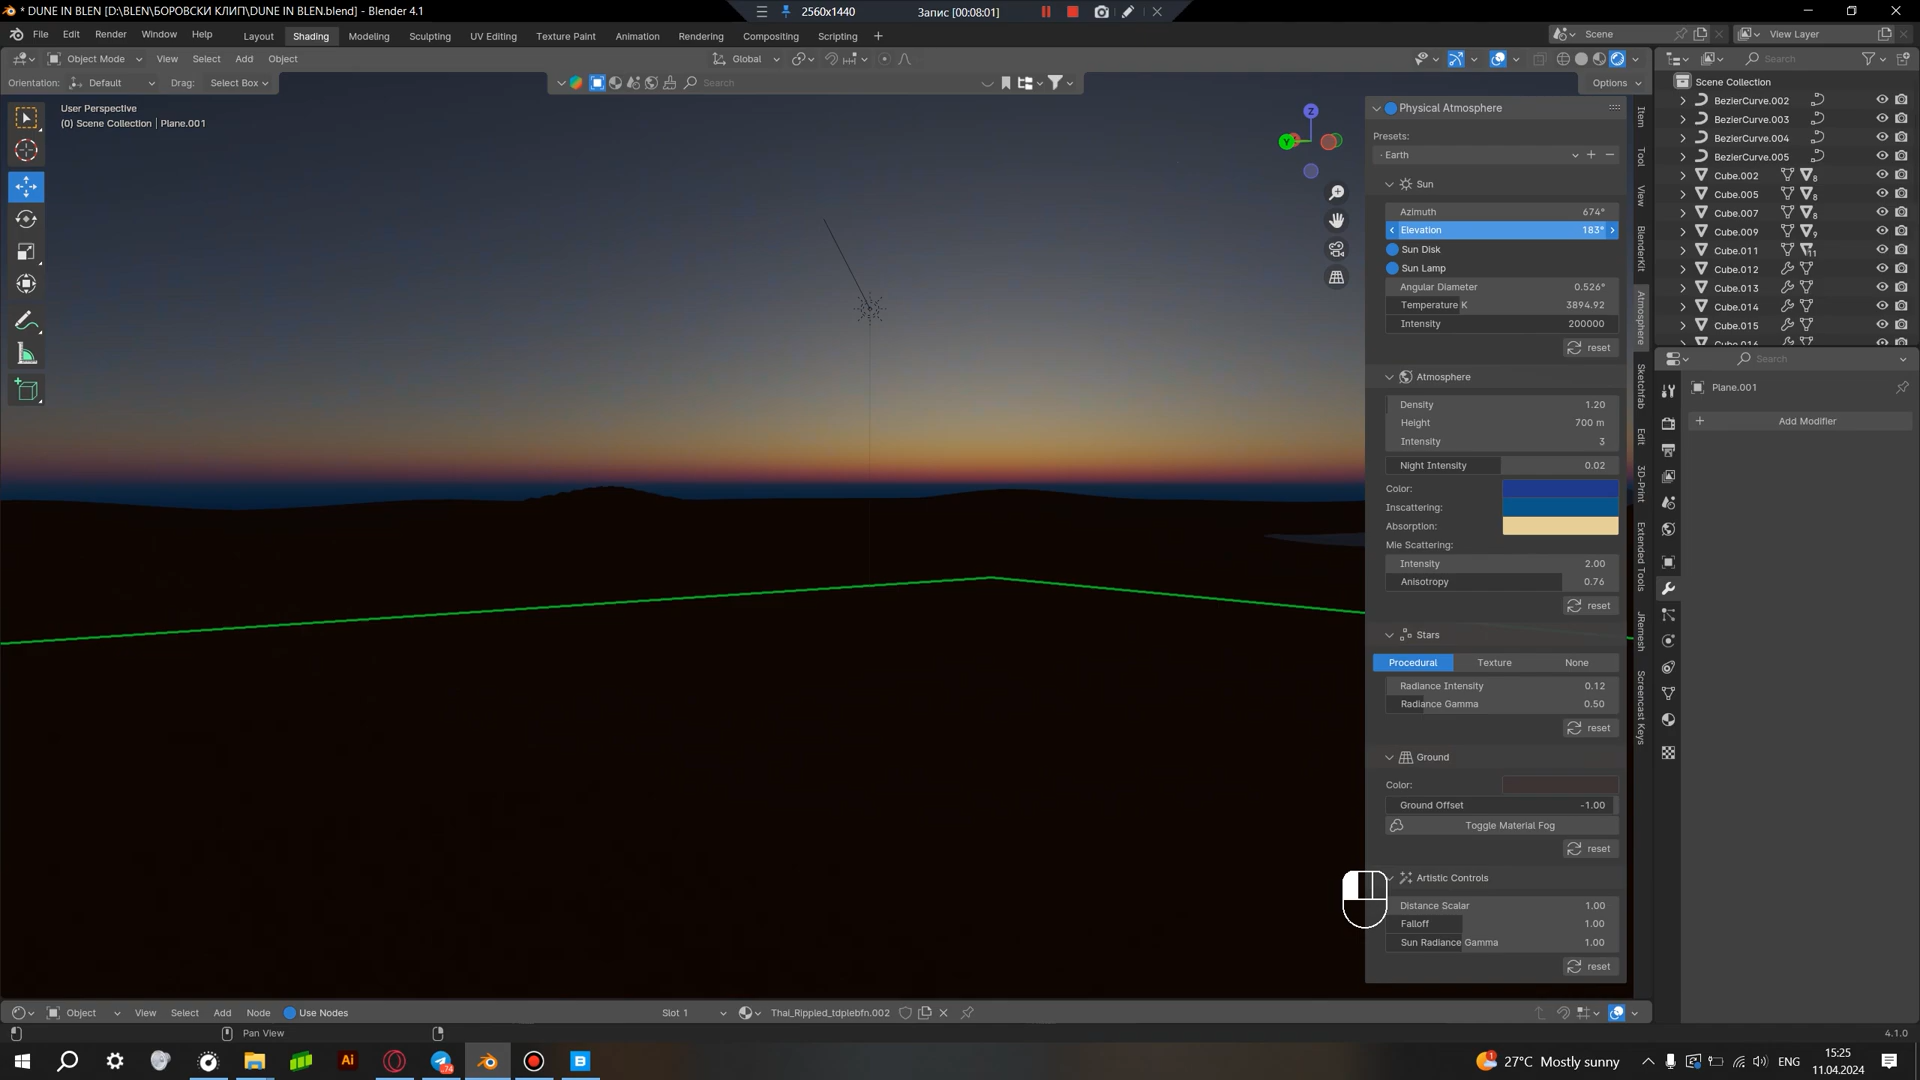 * DUNE IN BLEN [D:\BLEN\БОРОВСКИ КЛИП\DUNE IN BLEN.blend] - Blender 4.1
2560x1440
Запис [00:08:01]
File Edit Render Window Help
Layout Shading Modeling Sculpting UV Editing Texture Paint Animation Rendering Compositing Scripting +
Scene
View Layer
Object Mode View Select Add Object
Global
Search
Orientation: Default Drag: Select Box
Search
Options
User Perspective
(0) Scene Collection | Plane.001
Z
Y
Physical Atmosphere
Presets:
- Earth
Sun
Azimuth 674°
Elevation 183°
Sun Disk
Sun Lamp
Angular Diameter 0.526°
Temperature K 3894.92
Intensity 200000
reset
Atmosphere
Density 1.20
Height 700 m
Intensity 3
Night Intensity 0.02
Color:
Inscattering:
Absorption:
Mie Scattering:
Intensity 2.00
Anisotropy 0.76
reset
Stars
Procedural Texture None
Radiance Intensity 0.12
Radiance Gamma 0.50
reset
Ground
Color:
Ground Offset -1.00
Toggle Material Fog
reset
Artistic Controls
Distance Scalar 1.00
Falloff 1.00
Sun Radiance Gamma 1.00
reset
Item
Tool
View
BlenderKit
Atmosphere
Sketchfab
Edit
3D-Print
Extended Tools
JRemesh
Screencast Keys
Scene Collection
BezierCurve.002
BezierCurve.003
BezierCurve.004
BezierCurve.005
Cube.002 8
Cube.005 8
Cube.007 8
Cube.009 9
Cube.011 11
Cube.012
Cube.013
Cube.014
Cube.015
Cube.016
Search
Plane.001
Add Modifier
Object View Select Add Node Use Nodes
Slot 1
Thai_Rippled_tdplebfn.002
Pan View
4.1.0
Ai
74
B
1
27°C Mostly sunny
ENG
15:25
11.04.2024